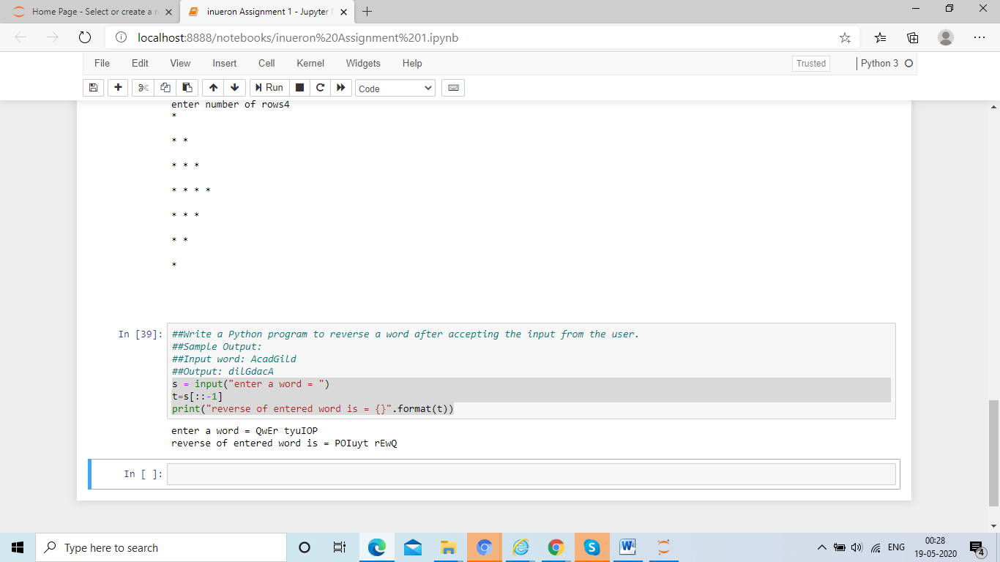 Home Page - Select or create a n
inueron Assignment 1 - Jupyter
localhost:8888/notebooks/inueron%20Assignment%201.ipynb
File Edit View Insert Cell Kernel Widgets Help Trusted Python 3
Run Code
enter number of rows4
*
* *
* * *
* * * *
* * *
* *
*
In [39]:
##Write a Python program to reverse a word after accepting the input from the user.
##Sample Output:
##Input word: AcadGild
##Output: dilGdacA
s = input("enter a word = ")
t=s[::-1]
print("reverse of entered word is = {}".format(t))
enter a word = QwEr tyuIOP
reverse of entered word is = POIuyt rEwQ
In [ ]:
Type here to search
ENG
00:28
19-05-2020
4